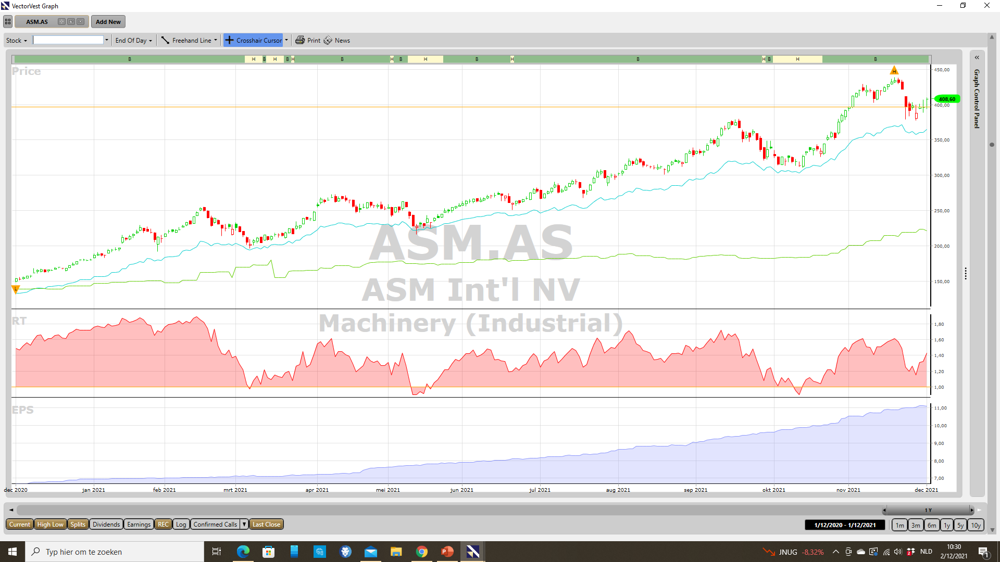 VectorVest Graph
ASM.AS Add New
Stock End Of Day Freehand Line Crosshair Cursor Print News
B H B H B H B H B H B H B H B H B
Price
H
450,00
408,60
400,00
350,00
300,00
250,00
200,00
150,00
L
ASM.AS
ASM Int'l NV
Machinery (Industrial)
RT
1,80
1,60
1,40
1,20
1,00
EPS
11,00
10,00
9,00
8,00
7,00
dec 2020 jan 2021 feb 2021 mrt 2021 apr 2021 mei 2021 jun 2021 jul 2021 aug 2021 sep 2021 okt 2021 nov 2021 dec 2021
« Graph Control Panel
1 Y
Current High Low Splits Dividends Earnings REC Log Confirmed Calls Last Close 1/12/2020 - 1/12/2021 1m 3m 6m 1y 5y 10y
Typ hier om te zoeken
JNUG -8,32% NLD
10:30
2/12/2021
1
2